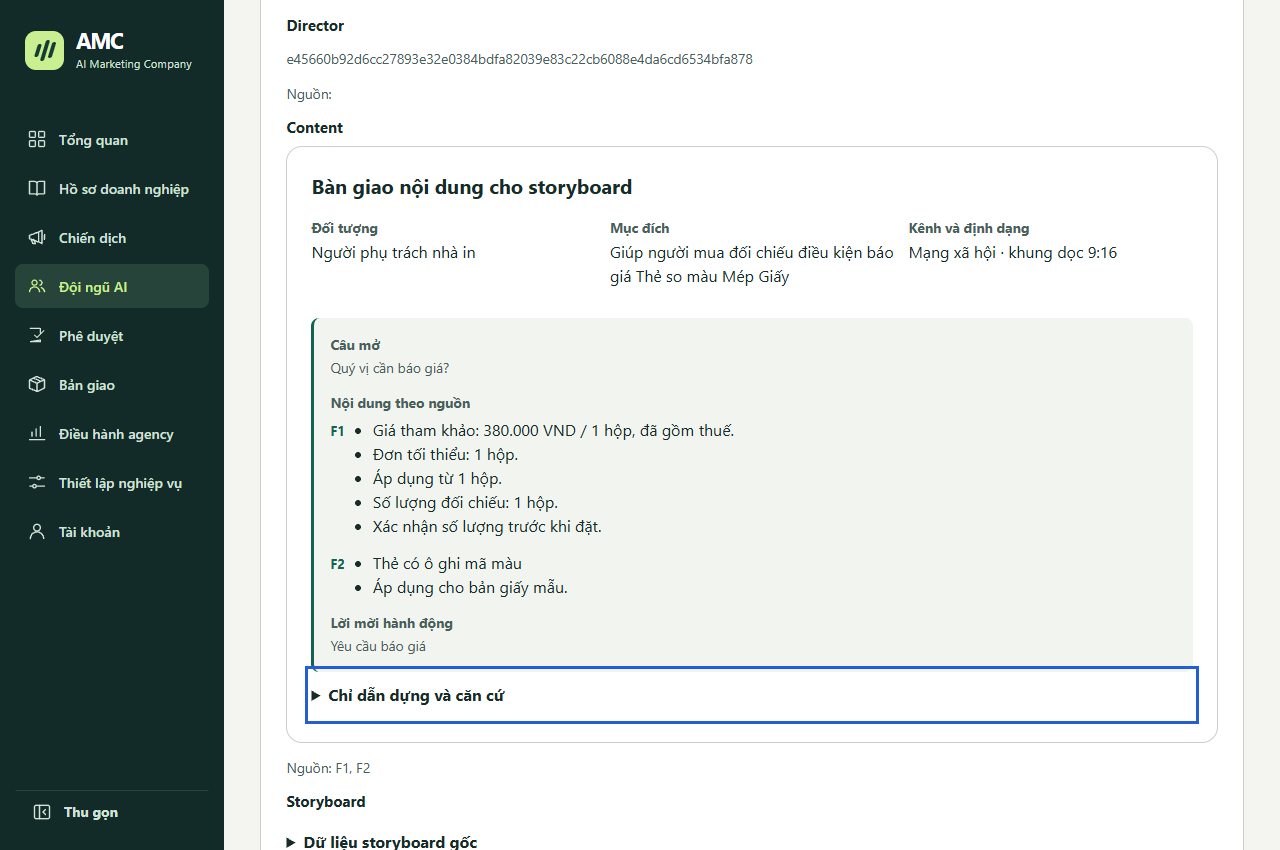 AMC
AI Marketing Company
Tổng quan
Hồ sơ doanh nghiệp
Chiến dịch
Đội ngũ AI
Phê duyệt
Bản giao
Điều hành agency
Thiết lập nghiệp vụ
Tài khoản
Thu gọn
Director
e45660b92d6cc27893e32e0384bdfa82039e83c22cb6088e4da6cd6534bfa878
Nguồn:
Content
Bàn giao nội dung cho storyboard
Đối tượng
Người phụ trách nhà in
Mục đích
Giúp người mua đối chiếu điều kiện báo
giá Thẻ so màu Mép Giấy
Kênh và định dạng
Mạng xã hội · khung dọc 9:16
Câu mở
Quý vị cần báo giá?
Nội dung theo nguồn
F1 • Giá tham khảo: 380.000 VND / 1 hộp, đã gồm thuế.
• Đơn tối thiểu: 1 hộp.
• Áp dụng từ 1 hộp.
• Số lượng đối chiếu: 1 hộp.
• Xác nhận số lượng trước khi đặt.
F2 • Thẻ có ô ghi mã màu
• Áp dụng cho bản giấy mẫu.
Lời mời hành động
Yêu cầu báo giá
Chỉ dẫn dựng và căn cứ
Nguồn: F1, F2
Storyboard
Dữ liệu storyboard gốc